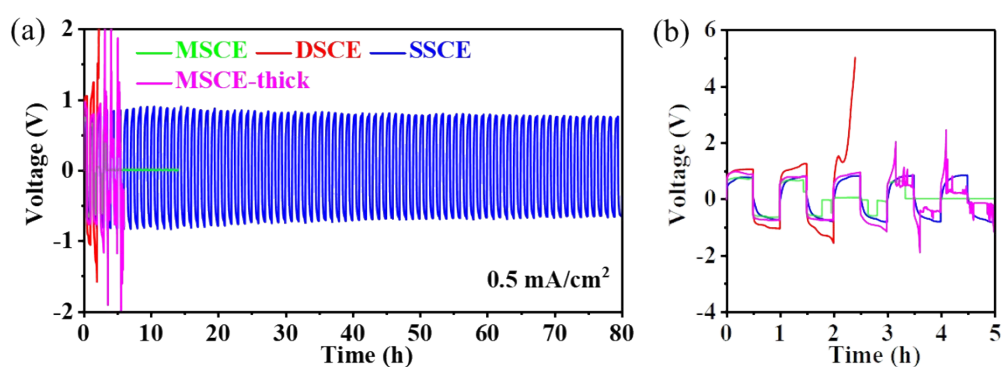 (a)
MSCE DSCE SSCE
MSCE-thick
Voltage (V)
2
1
0
-1
-2
0.5 mA/cm²
0 10 20 30 40 50 60 70 80
Time (h)
(b)
Voltage (V)
6
4
2
0
-2
-4
0 1 2 3 4 5
Time (h)